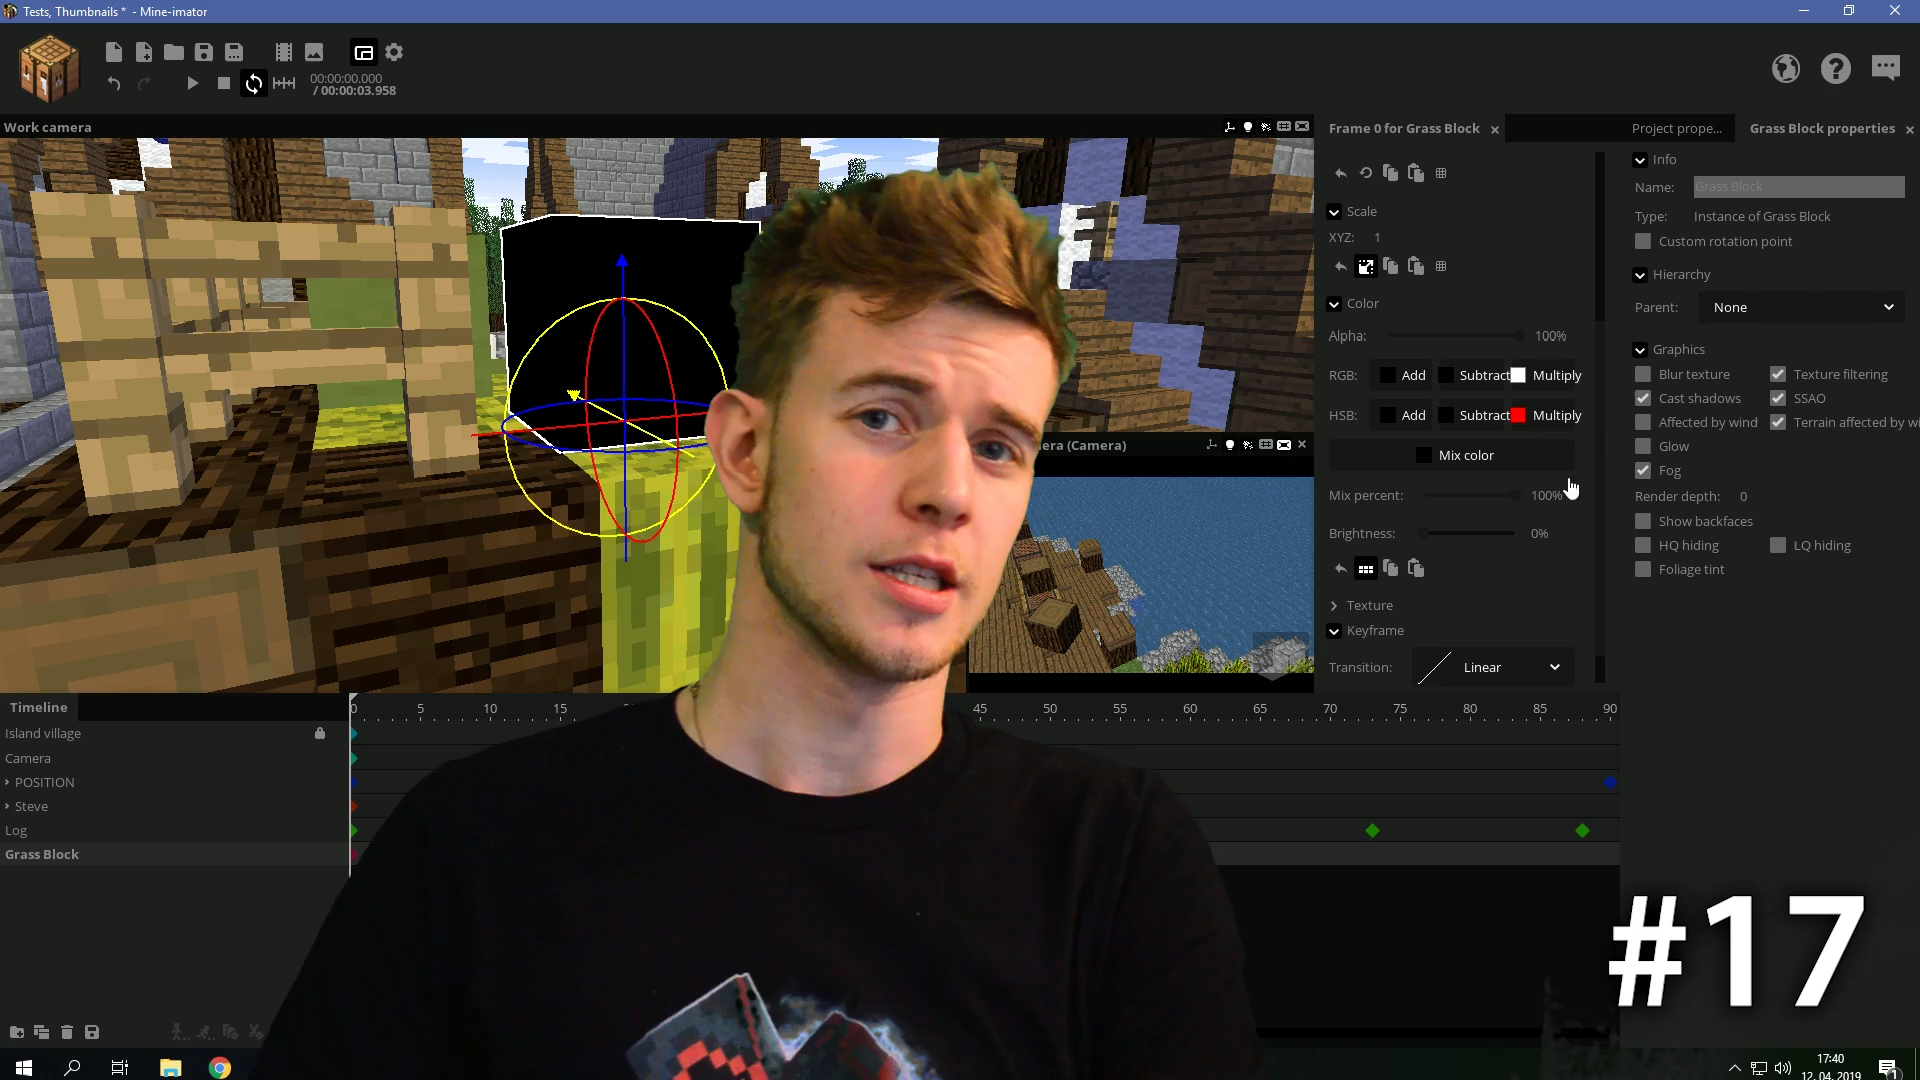 Tests, Thumbnails * - Mine-imator
00:00:00.000
/ 00:00:03.958
Work camera
Frame 0 for Grass Block
Project prope...
Grass Block properties
Scale
XYZ: 1
Color
Alpha: 100%
RGB: Add Subtract Multiply
HSB: Add Subtract Multiply
Mix color
Mix percent: 100%
Brightness: 0%
Texture
Keyframe
Transition: Linear
Info
Name: Grass Block
Type: Instance of Grass Block
Custom rotation point
Hierarchy
Parent: None
Graphics
Blur texture Texture filtering
Cast shadows SSAO
Affected by wind Terrain affected by wi
Glow
Fog
Render depth: 0
Show backfaces
HQ hiding LQ hiding
Foliage tint
era (Camera)
Timeline
0 5 10 15 45 50 55 60 65 70 75 80 85 90
Island village
Camera
POSITION
Steve
Log
Grass Block
#17
17:40
12. 04. 2019
1